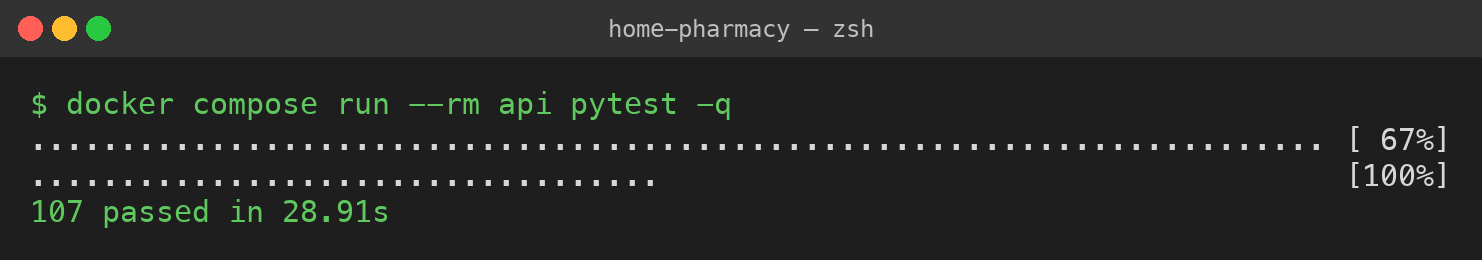 home-pharmacy — zsh
$ docker compose run --rm api pytest -q
........................................................................ [ 67%]
...................................                                      [100%]
107 passed in 28.91s